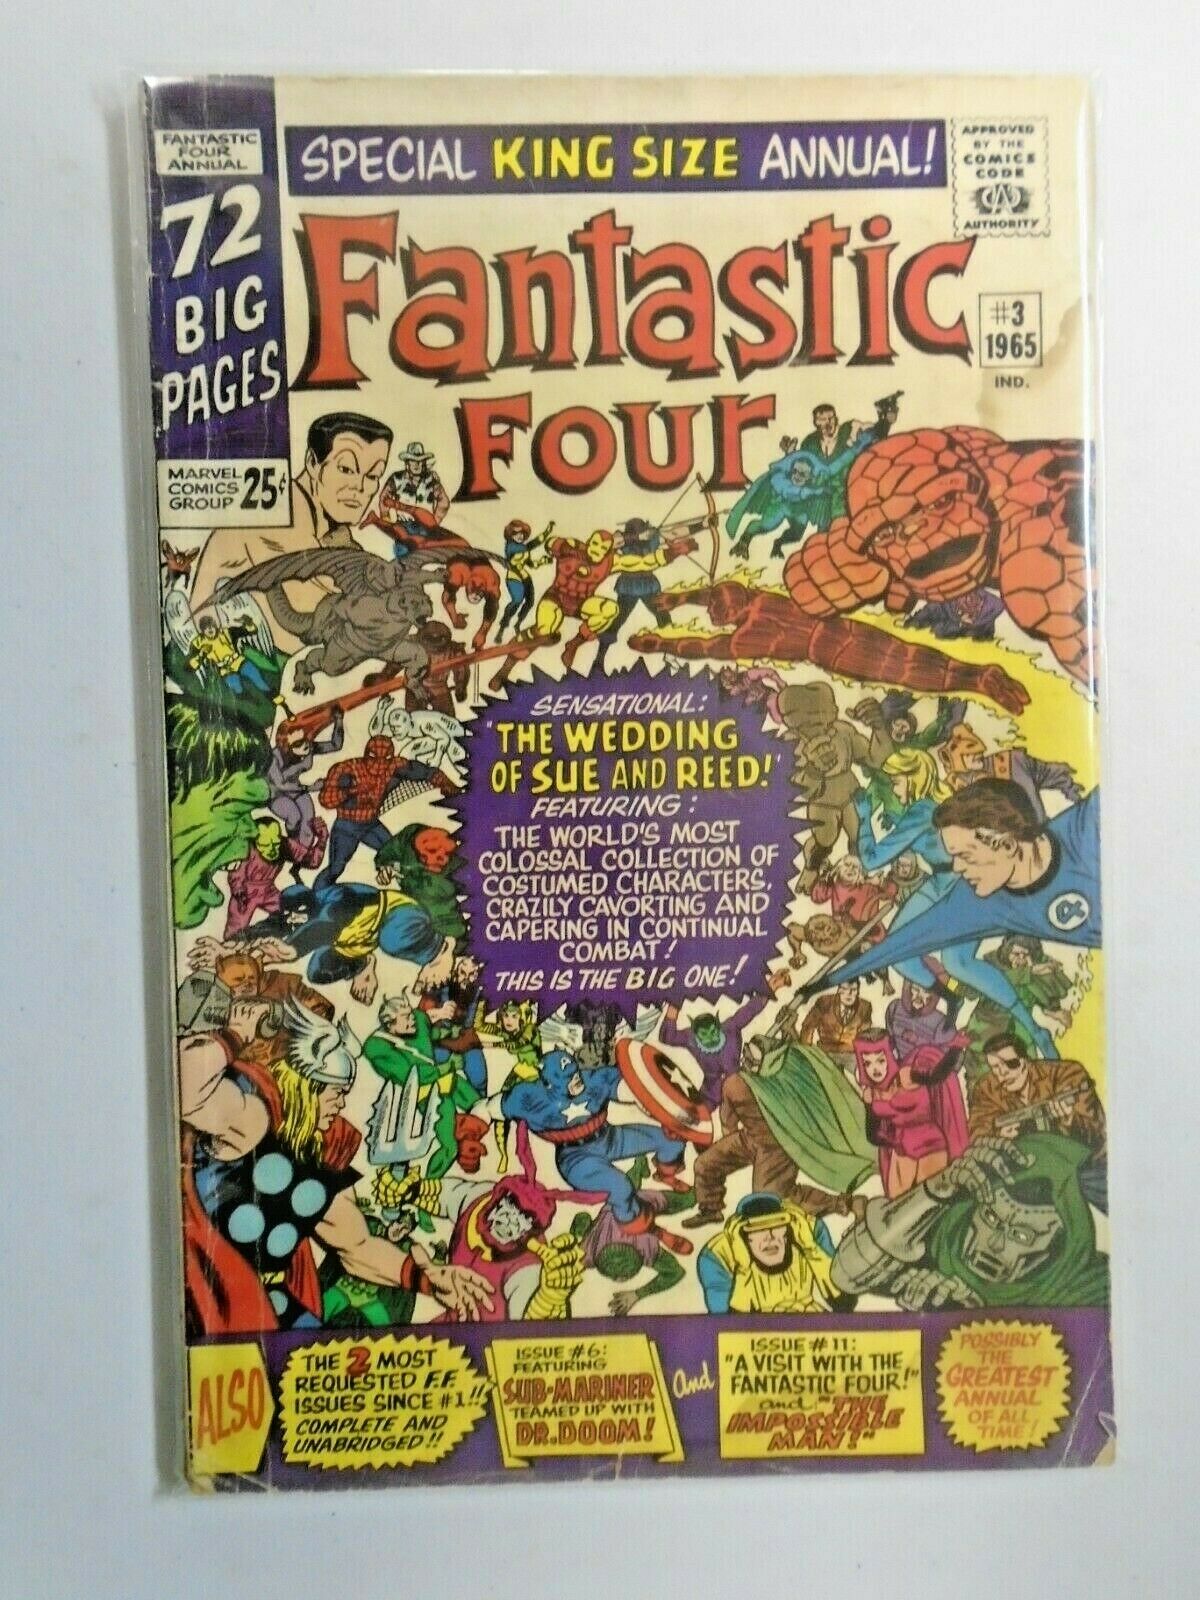 FANTASTIC
FOUR
ANNUAL
72
BIG
PAGES
MARVEL
COMICS
GROUP
25¢
SPECIAL KING SIZE ANNUAL!
APPROVED
BY THE
COMICS
CODE
CA
AUTHORITY
Fantastic
Four
#3
1965
IND.
SENSATIONAL:
"THE WEDDING
OF SUE AND REED!"
FEATURING:
THE WORLD'S MOST
COLOSSAL COLLECTION OF
COSTUMED CHARACTERS,
CRAZILY CAVORTING AND
CAPERING IN CONTINUAL
COMBAT!
THIS IS THE BIG ONE!
4
A
ALSO
THE 2 MOST
REQUESTED F.F.
ISSUES SINCE #1!!
COMPLETE AND
UNABRIDGED!!
ISSUE #6:
FEATURING
SUB-MARINER
TEAMED UP WITH
DR. DOOM!
and
ISSUE #11:
"A VISIT WITH THE
FANTASTIC FOUR!"
and "THE
IMPOSSIBLE
MAN!"
POSSIBLY
THE
GREATEST
ANNUAL
OF ALL
TIME!